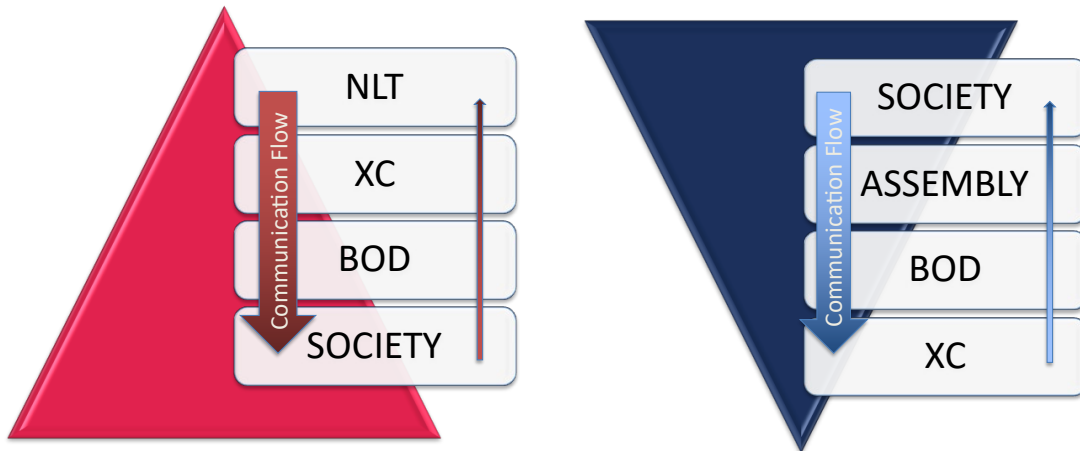 NLT
XC
BOD
SOCIETY
Communication Flow
SOCIETY
ASSEMBLY
BOD
XC
Communication Flow